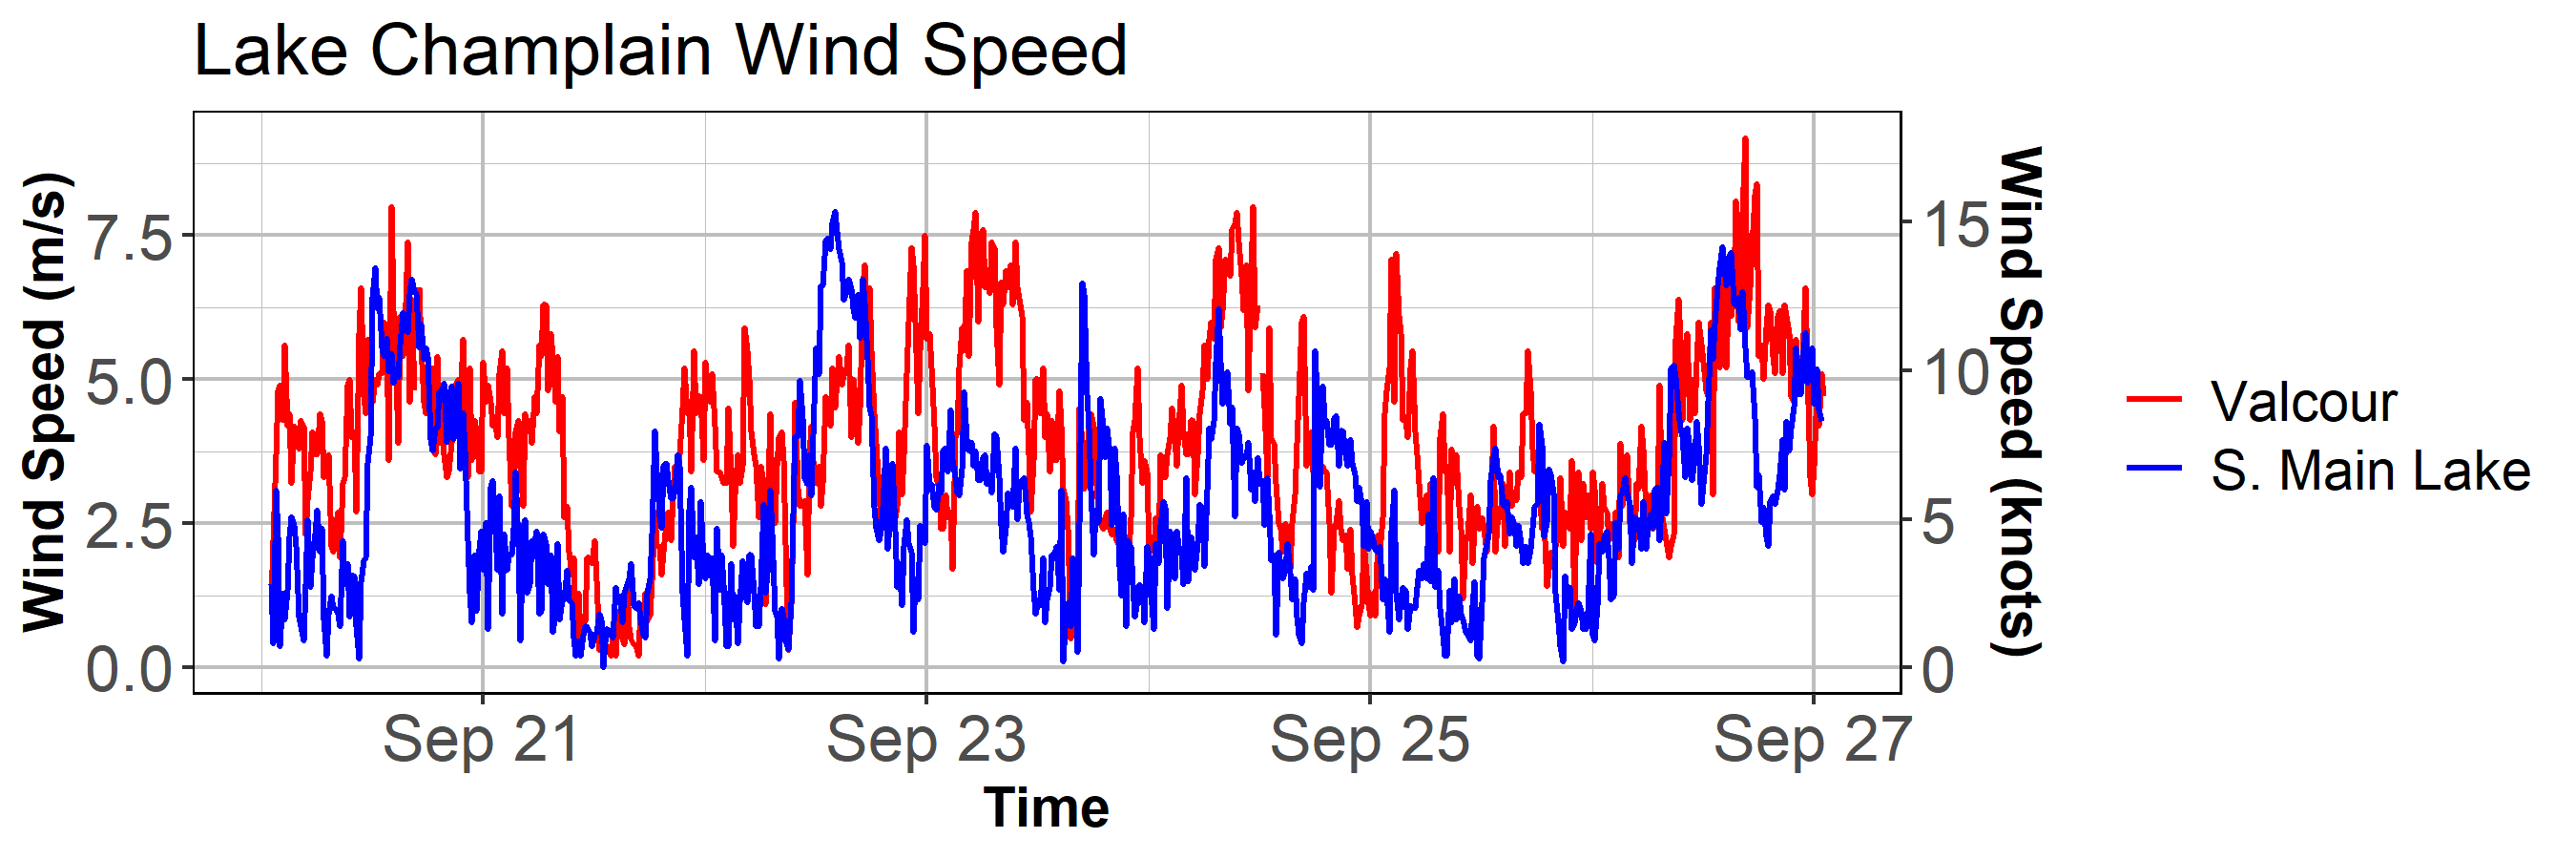 Lake Champlain Wind Speed
Wind Speed (m/s)
7.5
5.0
2.5
0.0
15
10
5
0
Wind Speed (knots)
Valcour
S. Main Lake
Sep 21
Sep 23
Sep 25
Sep 27
Time